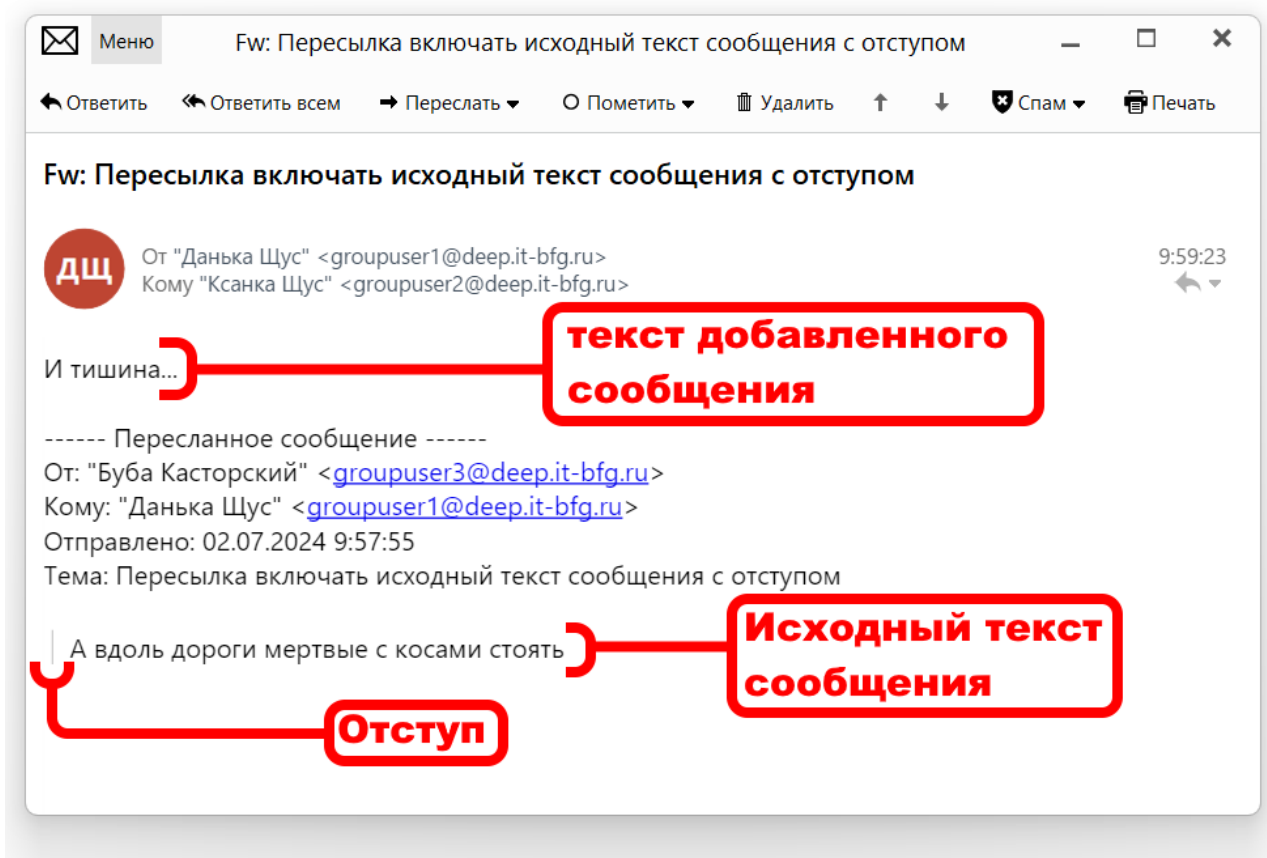 Меню Fw: Пересылка включать исходный текст сообщения с отступом
Ответить Ответить всем Переслать Пометить Удалить Спам Печать
Fw: Пересылка включать исходный текст сообщения с отступом
ДЩ
От "Данька Щус" <groupuser1@deep.it-bfg.ru> 9:59:23
Кому "Ксанка Щус" <groupuser2@deep.it-bfg.ru>
текст добавленного
сообщения
И тишина...
------ Пересланное сообщение ------
От: "Буба Касторский" <groupuser3@deep.it-bfg.ru>
Кому: "Данька Щус" <groupuser1@deep.it-bfg.ru>
Отправлено: 02.07.2024 9:57:55
Тема: Пересылка включать исходный текст сообщения с отступом
Исходный текст
сообщения
А вдоль дороги мертвые с косами стоять
Отступ